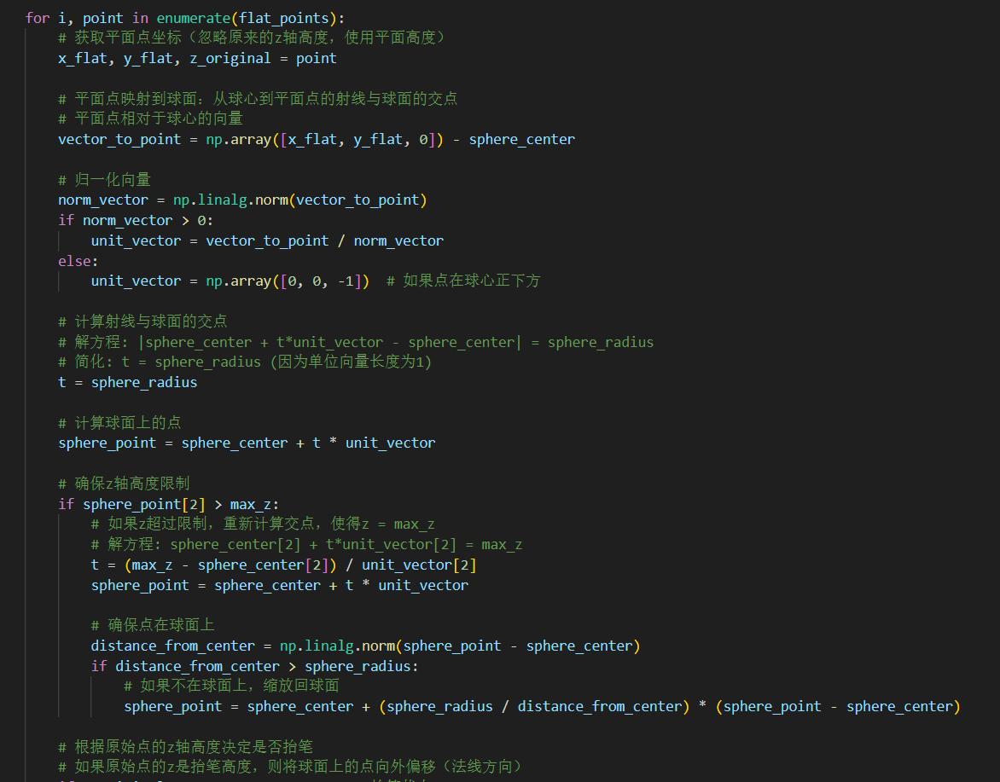 for i, point in enumerate(flat_points):
# 获取平面点坐标（忽略原来的z轴高度，使用平面高度）
x_flat, y_flat, z_original = point
# 平面点映射到球面：从球心到平面点的射线与球面的交点
# 平面点相对于球心的向量
vector_to_point = np.array([x_flat, y_flat, 0]) - sphere_center
# 归一化向量
norm_vector = np.linalg.norm(vector_to_point)
if norm_vector > 0:
unit_vector = vector_to_point / norm_vector
else:
unit_vector = np.array([0, 0, -1])  # 如果点在球心正下方
# 计算射线与球面的交点
# 解方程: |sphere_center + t*unit_vector - sphere_center| = sphere_radius
# 简化: t = sphere_radius (因为单位向量长度为1)
t = sphere_radius
# 计算球面上的点
sphere_point = sphere_center + t * unit_vector
# 确保z轴高度限制
if sphere_point[2] > max_z:
# 如果z超过限制，重新计算交点，使得z = max_z
# 解方程: sphere_center[2] + t*unit_vector[2] = max_z
t = (max_z - sphere_center[2]) / unit_vector[2]
sphere_point = sphere_center + t * unit_vector
# 确保点在球面上
distance_from_center = np.linalg.norm(sphere_point - sphere_center)
if distance_from_center > sphere_radius:
# 如果不在球面上，缩放回球面
sphere_point = sphere_center + (sphere_radius / distance_from_center) * (sphere_point - sphere_center)
# 根据原始点的z轴高度决定是否抬笔
# 如果原始点的z是抬笔高度，则将球面上的点向外偏移（法线方向）